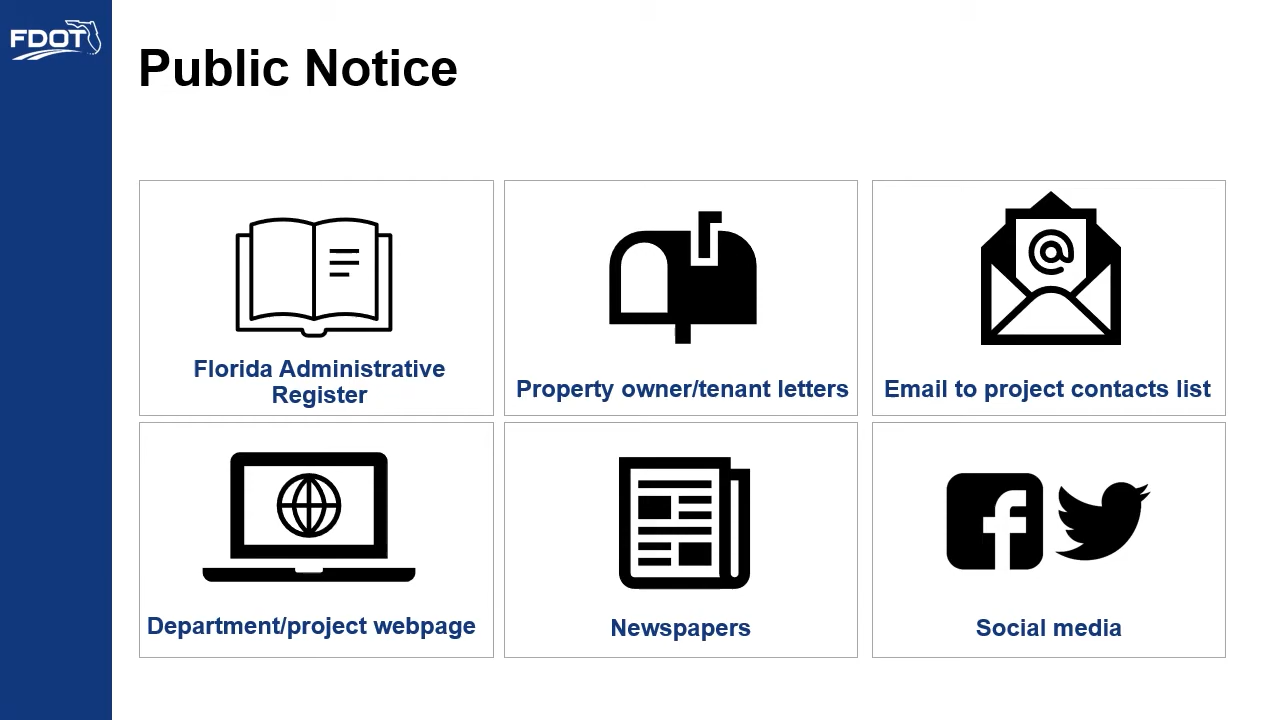 FDOT
Public Notice
Florida Administrative
Register
Property owner/tenant letters
@
Email to project contacts list
Department/project webpage
Newspapers
f
Social media